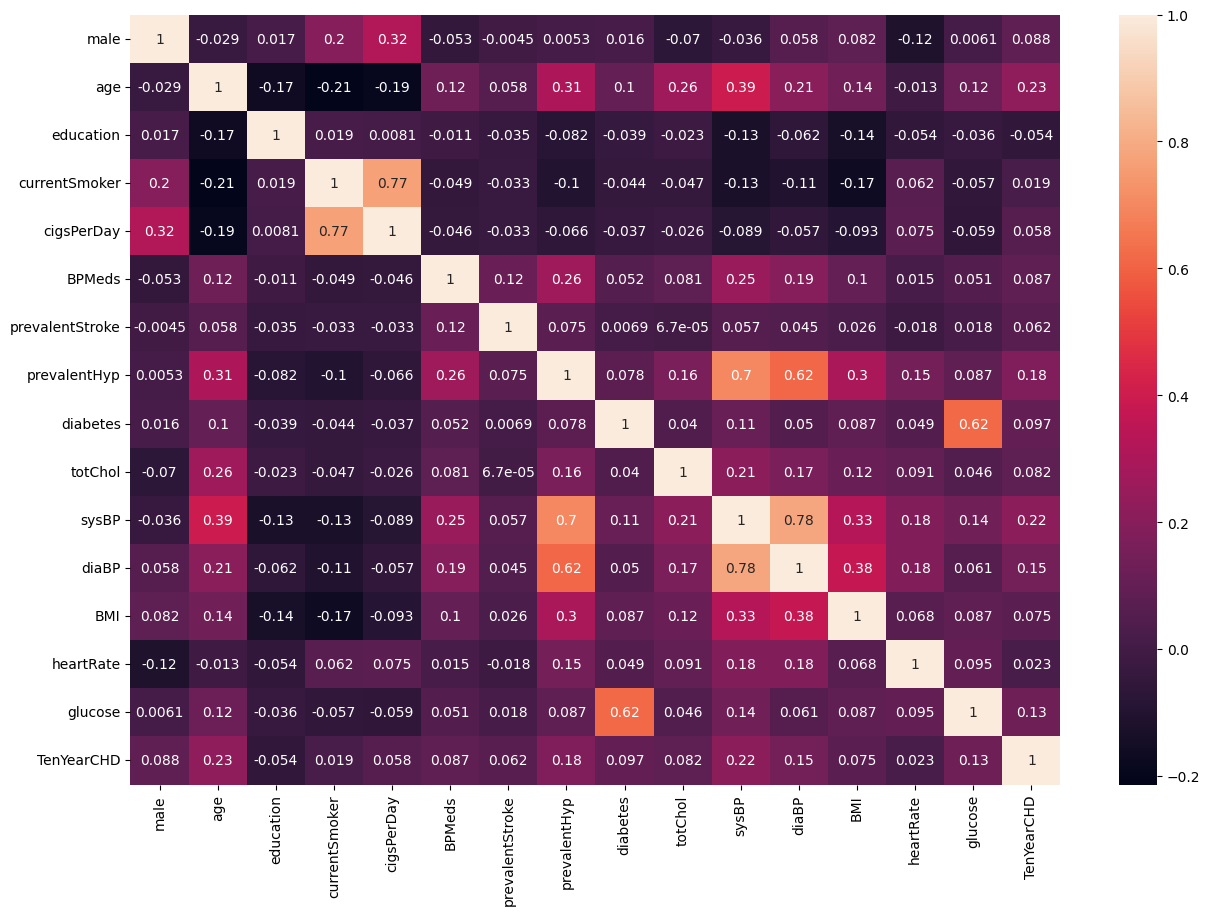 male 1 -0.029 0.017 0.2 0.32 -0.053 -0.0045 0.0053 0.016 -0.07 -0.036 0.058 0.082 -0.12 0.0061 0.088
age -0.029 1 -0.17 -0.21 -0.19 0.12 0.058 0.31 0.1 0.26 0.39 0.21 0.14 -0.013 0.12 0.23
education 0.017 -0.17 1 0.019 0.0081 -0.011 -0.035 -0.082 -0.039 -0.023 -0.13 -0.062 -0.14 -0.054 -0.036 -0.054
currentSmoker 0.2 -0.21 0.019 1 0.77 -0.049 -0.033 -0.1 -0.044 -0.047 -0.13 -0.11 -0.17 0.062 -0.057 0.019
cigsPerDay 0.32 -0.19 0.0081 0.77 1 -0.046 -0.033 -0.066 -0.037 -0.026 -0.089 -0.057 -0.093 0.075 -0.059 0.058
BPMeds -0.053 0.12 -0.011 -0.049 -0.046 1 0.12 0.26 0.052 0.081 0.25 0.19 0.1 0.015 0.051 0.087
prevalentStroke -0.0045 0.058 -0.035 -0.033 -0.033 0.12 1 0.075 0.0069 6.7e-05 0.057 0.045 0.026 -0.018 0.018 0.062
prevalentHyp 0.0053 0.31 -0.082 -0.1 -0.066 0.26 0.075 1 0.078 0.16 0.7 0.62 0.3 0.15 0.087 0.18
diabetes 0.016 0.1 -0.039 -0.044 -0.037 0.052 0.0069 0.078 1 0.04 0.11 0.05 0.087 0.049 0.62 0.097
totChol -0.07 0.26 -0.023 -0.047 -0.026 0.081 6.7e-05 0.16 0.04 1 0.21 0.17 0.12 0.091 0.046 0.082
sysBP -0.036 0.39 -0.13 -0.13 -0.089 0.25 0.057 0.7 0.11 0.21 1 0.78 0.33 0.18 0.14 0.22
diaBP 0.058 0.21 -0.062 -0.11 -0.057 0.19 0.045 0.62 0.05 0.17 0.78 1 0.38 0.18 0.061 0.15
BMI 0.082 0.14 -0.14 -0.17 -0.093 0.1 0.026 0.3 0.087 0.12 0.33 0.38 1 0.068 0.087 0.075
heartRate -0.12 -0.013 -0.054 0.062 0.075 0.015 -0.018 0.15 0.049 0.091 0.18 0.18 0.068 1 0.095 0.023
glucose 0.0061 0.12 -0.036 -0.057 -0.059 0.051 0.018 0.087 0.62 0.046 0.14 0.061 0.087 0.095 1 0.13
TenYearCHD 0.088 0.23 -0.054 0.019 0.058 0.087 0.062 0.18 0.097 0.082 0.22 0.15 0.075 0.023 0.13 1
male age education currentSmoker cigsPerDay BPMeds prevalentStroke prevalentHyp diabetes totChol sysBP diaBP BMI heartRate glucose TenYearCHD
1.0
0.8
0.6
0.4
0.2
0.0
-0.2